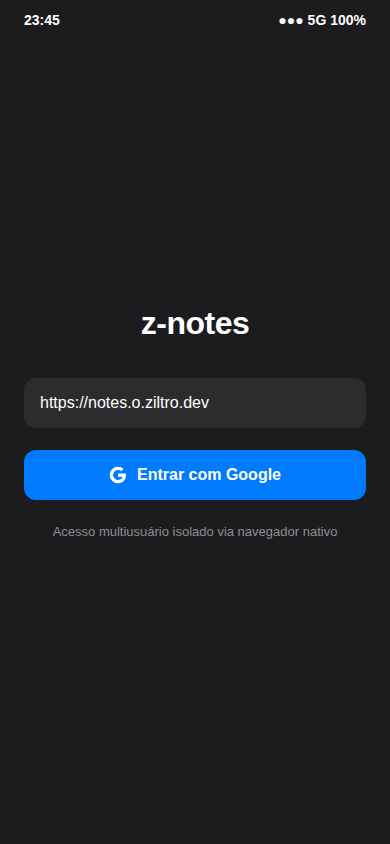 23:45 ●●● 5G 100%
z-notes
https://notes.o.ziltro.dev
Entrar com Google
Acesso multiusuário isolado via navegador nativo